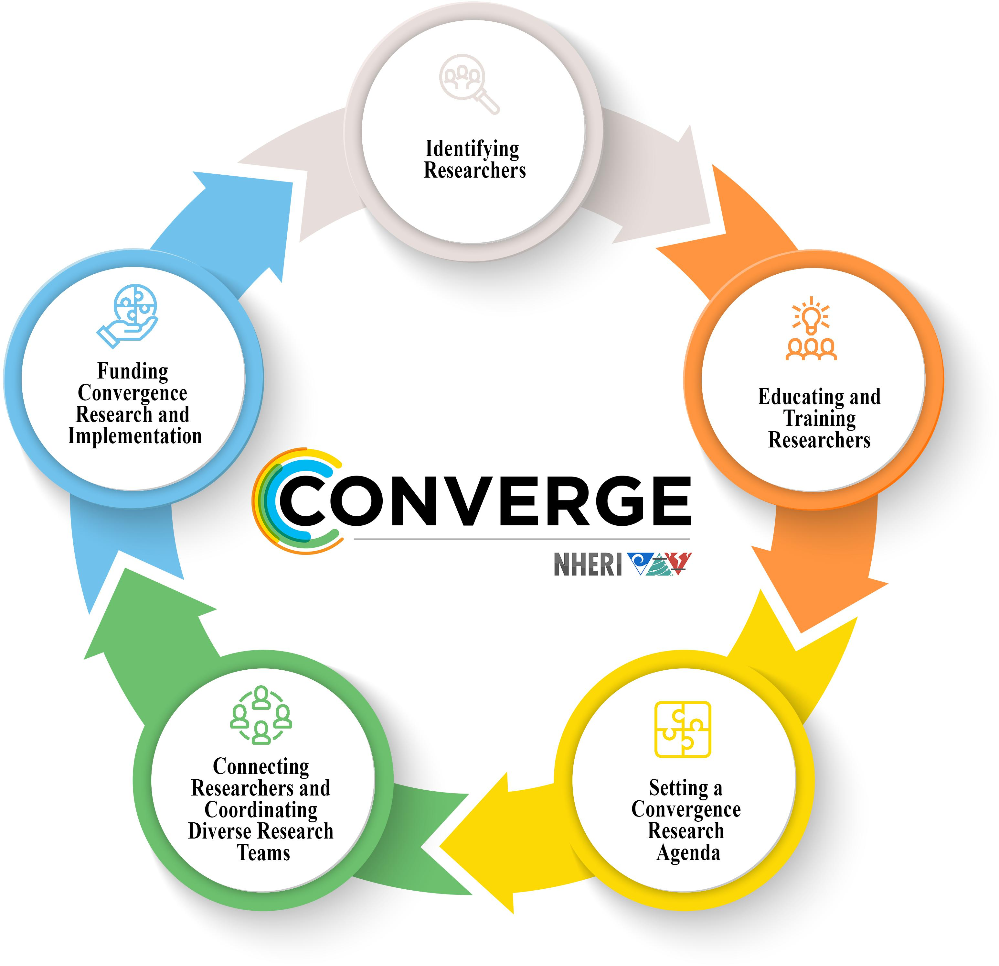 Identifying
Researchers
Educating and
Training
Researchers
Setting a
Convergence
Research
Agenda
Connecting
Researchers and
Coordinating
Diverse Research
Teams
Funding
Convergence
Research and
Implementation
CONVERGE
NHERI